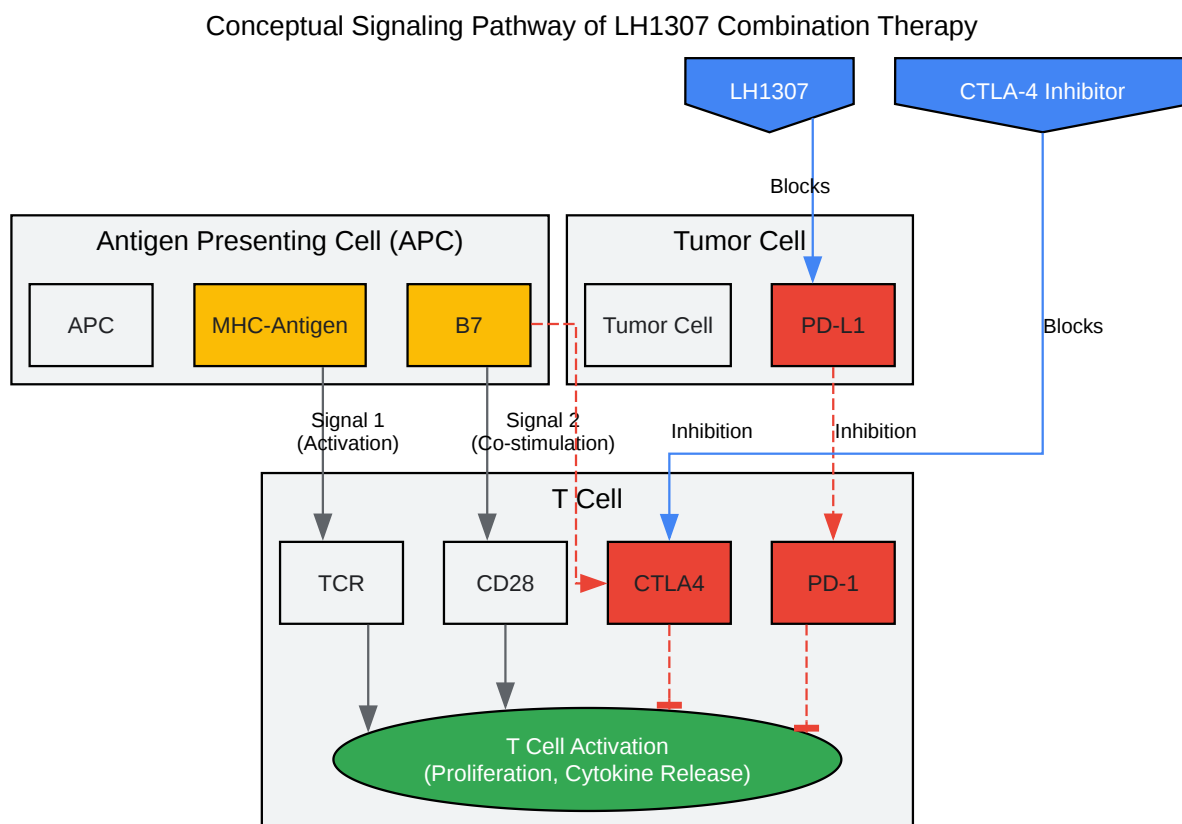 Conceptual Signaling Pathway of LH1307 Combination Therapy
LH1307
CTLA-4 Inhibitor
Blocks
Antigen Presenting Cell (APC)
Tumor Cell
APC
MHC-Antigen
B7
Tumor Cell
PD-L1
Blocks
Signal 1
(Activation)
Signal 2
(Co-stimulation)
Inhibition
Inhibition
T Cell
TCR
CD28
CTLA4
PD-1
T Cell Activation
(Proliferation, Cytokine Release)